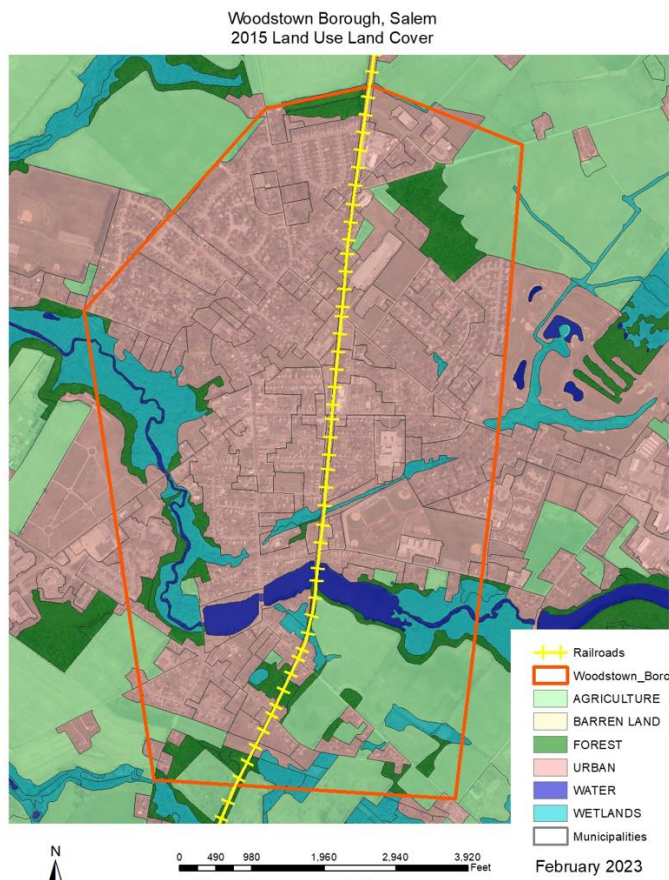 Woodstown Borough, Salem
2015 Land Use Land Cover
Railroads
Woodstown_Boro
AGRICULTURE
BARREN LAND
FOREST
URBAN
WATER
WETLANDS
Municipalities
N
0 490 980 1,960 2,940 3,920
Feet
February 2023